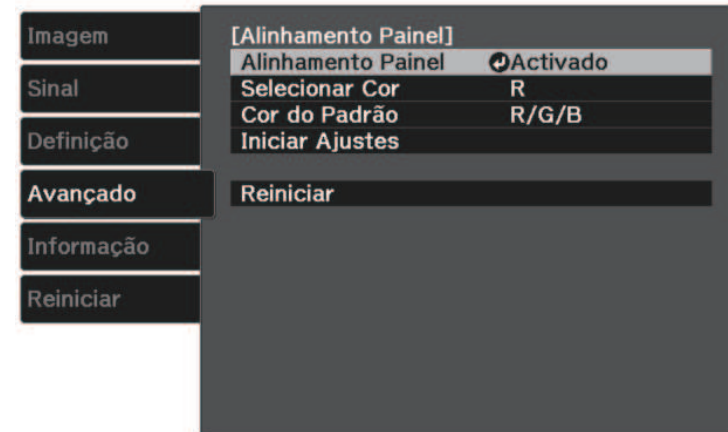 Imagem
Sinal
Definição
Avançado
Informação
Reiniciar
[Alinhamento Painel]
Alinhamento Painel Activado
Selecionar Cor R
Cor do Padrão R/G/B
Iniciar Ajustes
Reiniciar